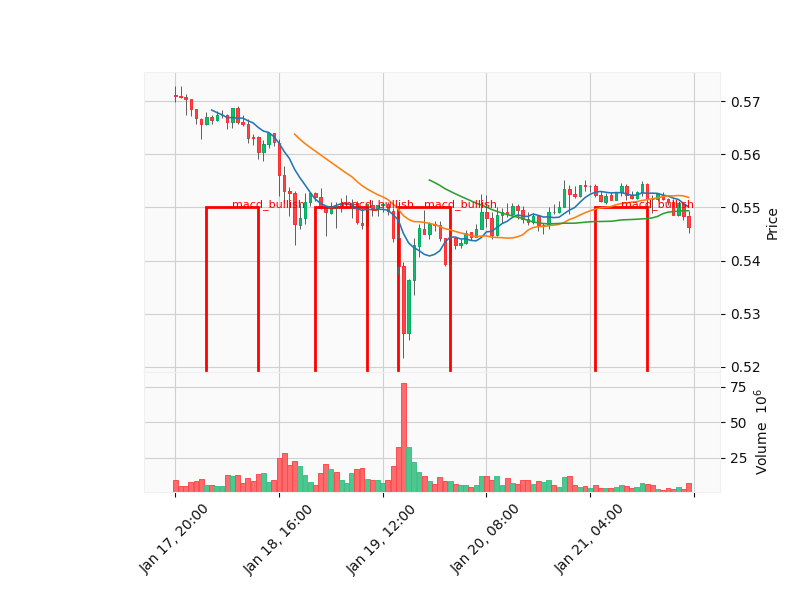 0.57
0.56
macd_bullish macd_bullish macd_bullish macd_bullish
0.55
Price
0.54
0.53
0.52
75
50
25
Volume 10^6
Jan 17, 20:00
Jan 18, 16:00
Jan 19, 12:00
Jan 20, 08:00
Jan 21, 04:00